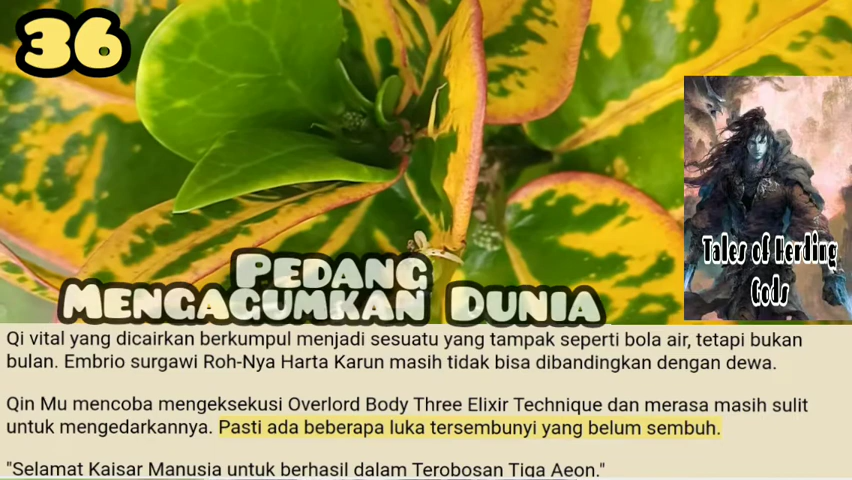 36
Tales of Herding
Gods
PEDANG
MENGAGUMKAN DUNIA
Qi vital yang dicairkan berkumpul menjadi sesuatu yang tampak seperti bola air, tetapi bukan
bulan. Embrio surgawi Roh-Nya Harta Karun masih tidak bisa dibandingkan dengan dewa.
Qin Mu mencoba mengeksekusi Overlord Body Three Elixir Technique dan merasa masih sulit
untuk mengedarkannya. Pasti ada beberapa luka tersembunyi yang belum sembuh.
"Selamat Kaisar Manusia untuk berhasil dalam Terobosan Tiga Aeon."